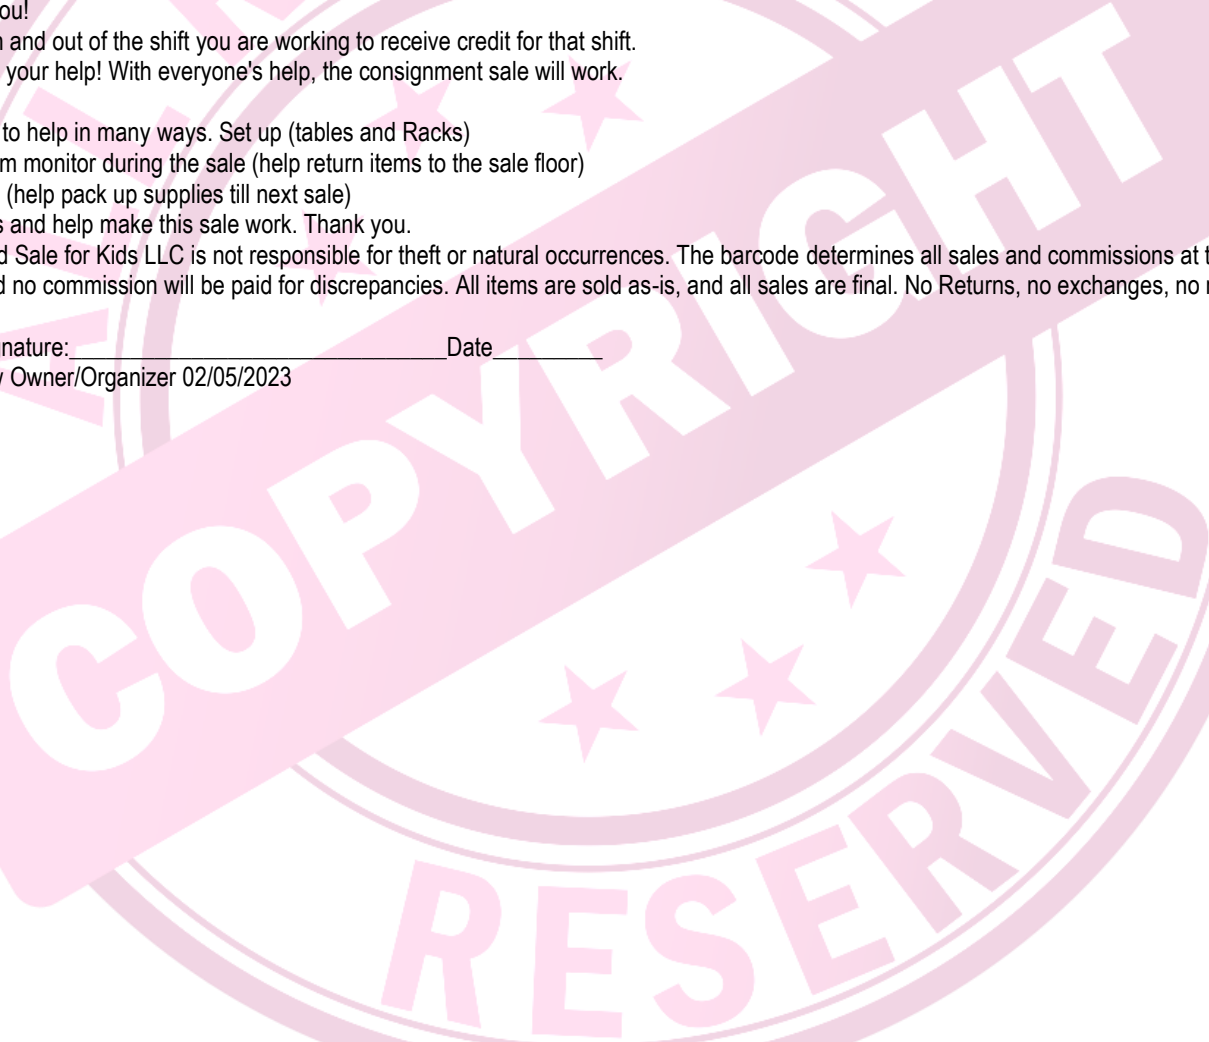 ou!
n and out of the shift you are working to receive credit for that shift.
your help! With everyone's help, the consignment sale will work.
to help in many ways. Set up (tables and Racks)
m monitor during the sale (help return items to the sale floor)
(help pack up supplies till next sale)
s and help make this sale work. Thank you.
d Sale for Kids LLC is not responsible for theft or natural occurrences. The barcode determines all sales and commissions at t
d no commission will be paid for discrepancies. All items are sold as-is, and all sales are final. No Returns, no exchanges, no r
nature:_______________________________Date_________
y Owner/Organizer 02/05/2023
ALL R
COPYRIGHT
RESERVED